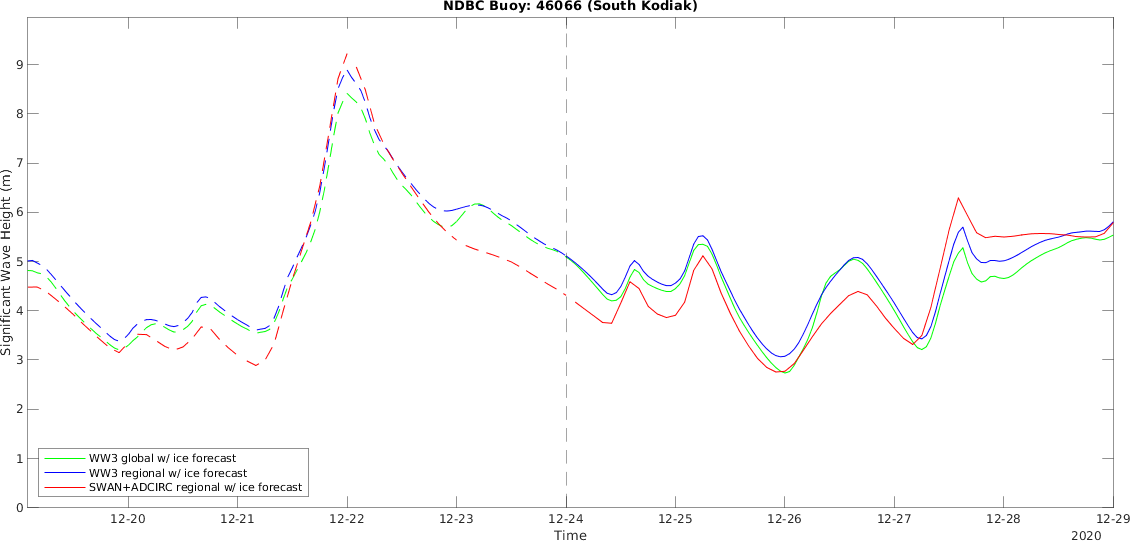 NDBC Buoy: 46066 (South Kodiak)
Significant Wave Height (m)
9
8
7
6
5
4
3
2
1
0
WW3 global w/ ice forecast
WW3 regional w/ ice forecast
SWAN+ADCIRC regional w/ ice forecast
12-20 12-21 12-22 12-23 12-24 12-25 12-26 12-27 12-28 12-29
Time 2020